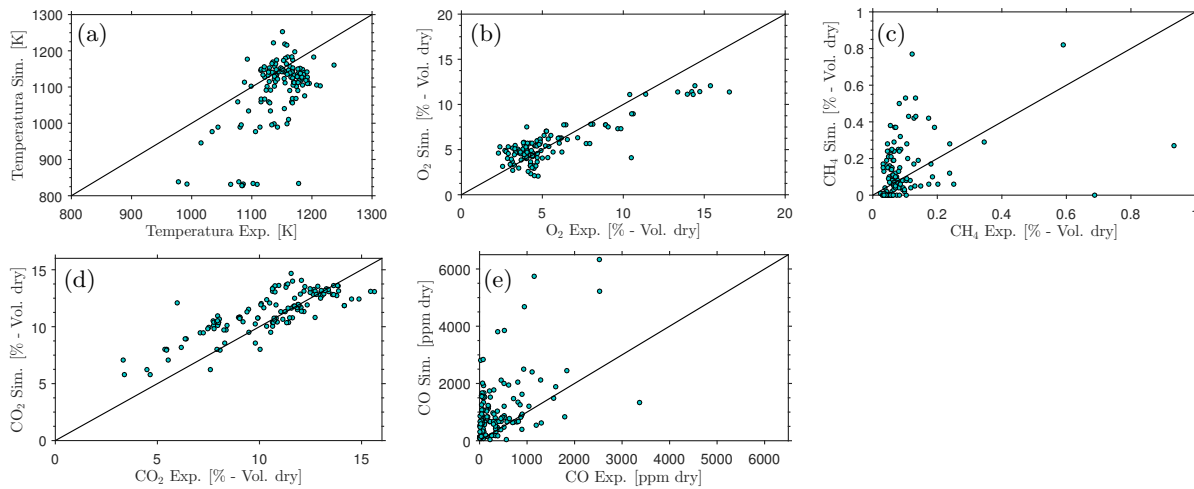 (a)
Temperatura Sim. [K]
1300
1200
1100
1000
900
800
800 900 1000 1100 1200 1300
Temperatura Exp. [K]
(b)
O₂ Sim. [% - Vol. dry]
20
15
10
5
0
0 5 10 15 20
O₂ Exp. [% - Vol. dry]
(c)
CH₄ Sim. [% - Vol. dry]
1
0.8
0.6
0.4
0.2
0
0 0.2 0.4 0.6 0.8 1
CH₄ Exp. [% - Vol. dry]
(d)
CO₂ Sim. [% - Vol. dry]
15
10
5
0
0 5 10 15
CO₂ Exp. [% - Vol. dry]
(e)
CO Sim. [ppm dry]
6000
4000
2000
0
0 1000 2000 3000 4000 5000 6000
CO Exp. [ppm dry]